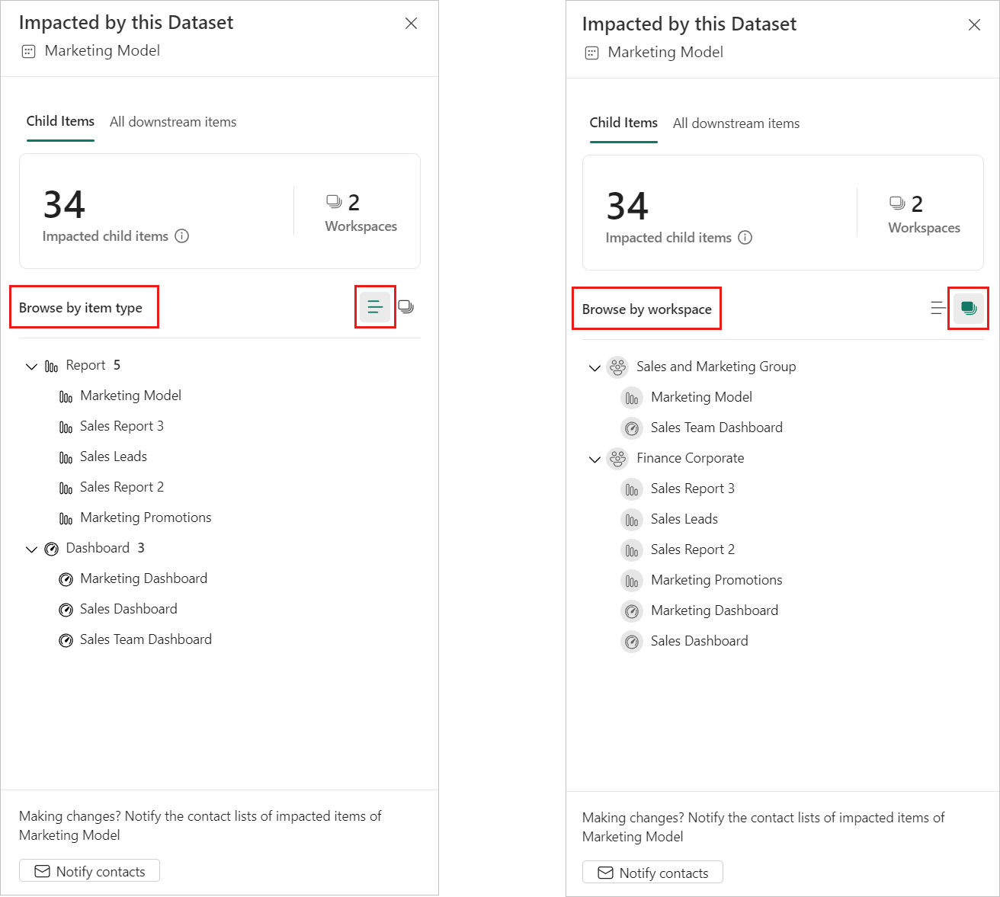 Impacted by this Dataset
Marketing Model
Child Items All downstream items
34
Impacted child items
2
Workspaces
Browse by item type
Report 5
Marketing Model
Sales Report 3
Sales Leads
Sales Report 2
Marketing Promotions
Dashboard 3
Marketing Dashboard
Sales Dashboard
Sales Team Dashboard
Making changes? Notify the contact lists of impacted items of
Marketing Model
Notify contacts
Impacted by this Dataset
Marketing Model
Child Items All downstream items
34
Impacted child items
2
Workspaces
Browse by workspace
Sales and Marketing Group
Marketing Model
Sales Team Dashboard
Finance Corporate
Sales Report 3
Sales Leads
Sales Report 2
Marketing Promotions
Marketing Dashboard
Sales Dashboard
Making changes? Notify the contact lists of impacted items of
Marketing Model
Notify contacts